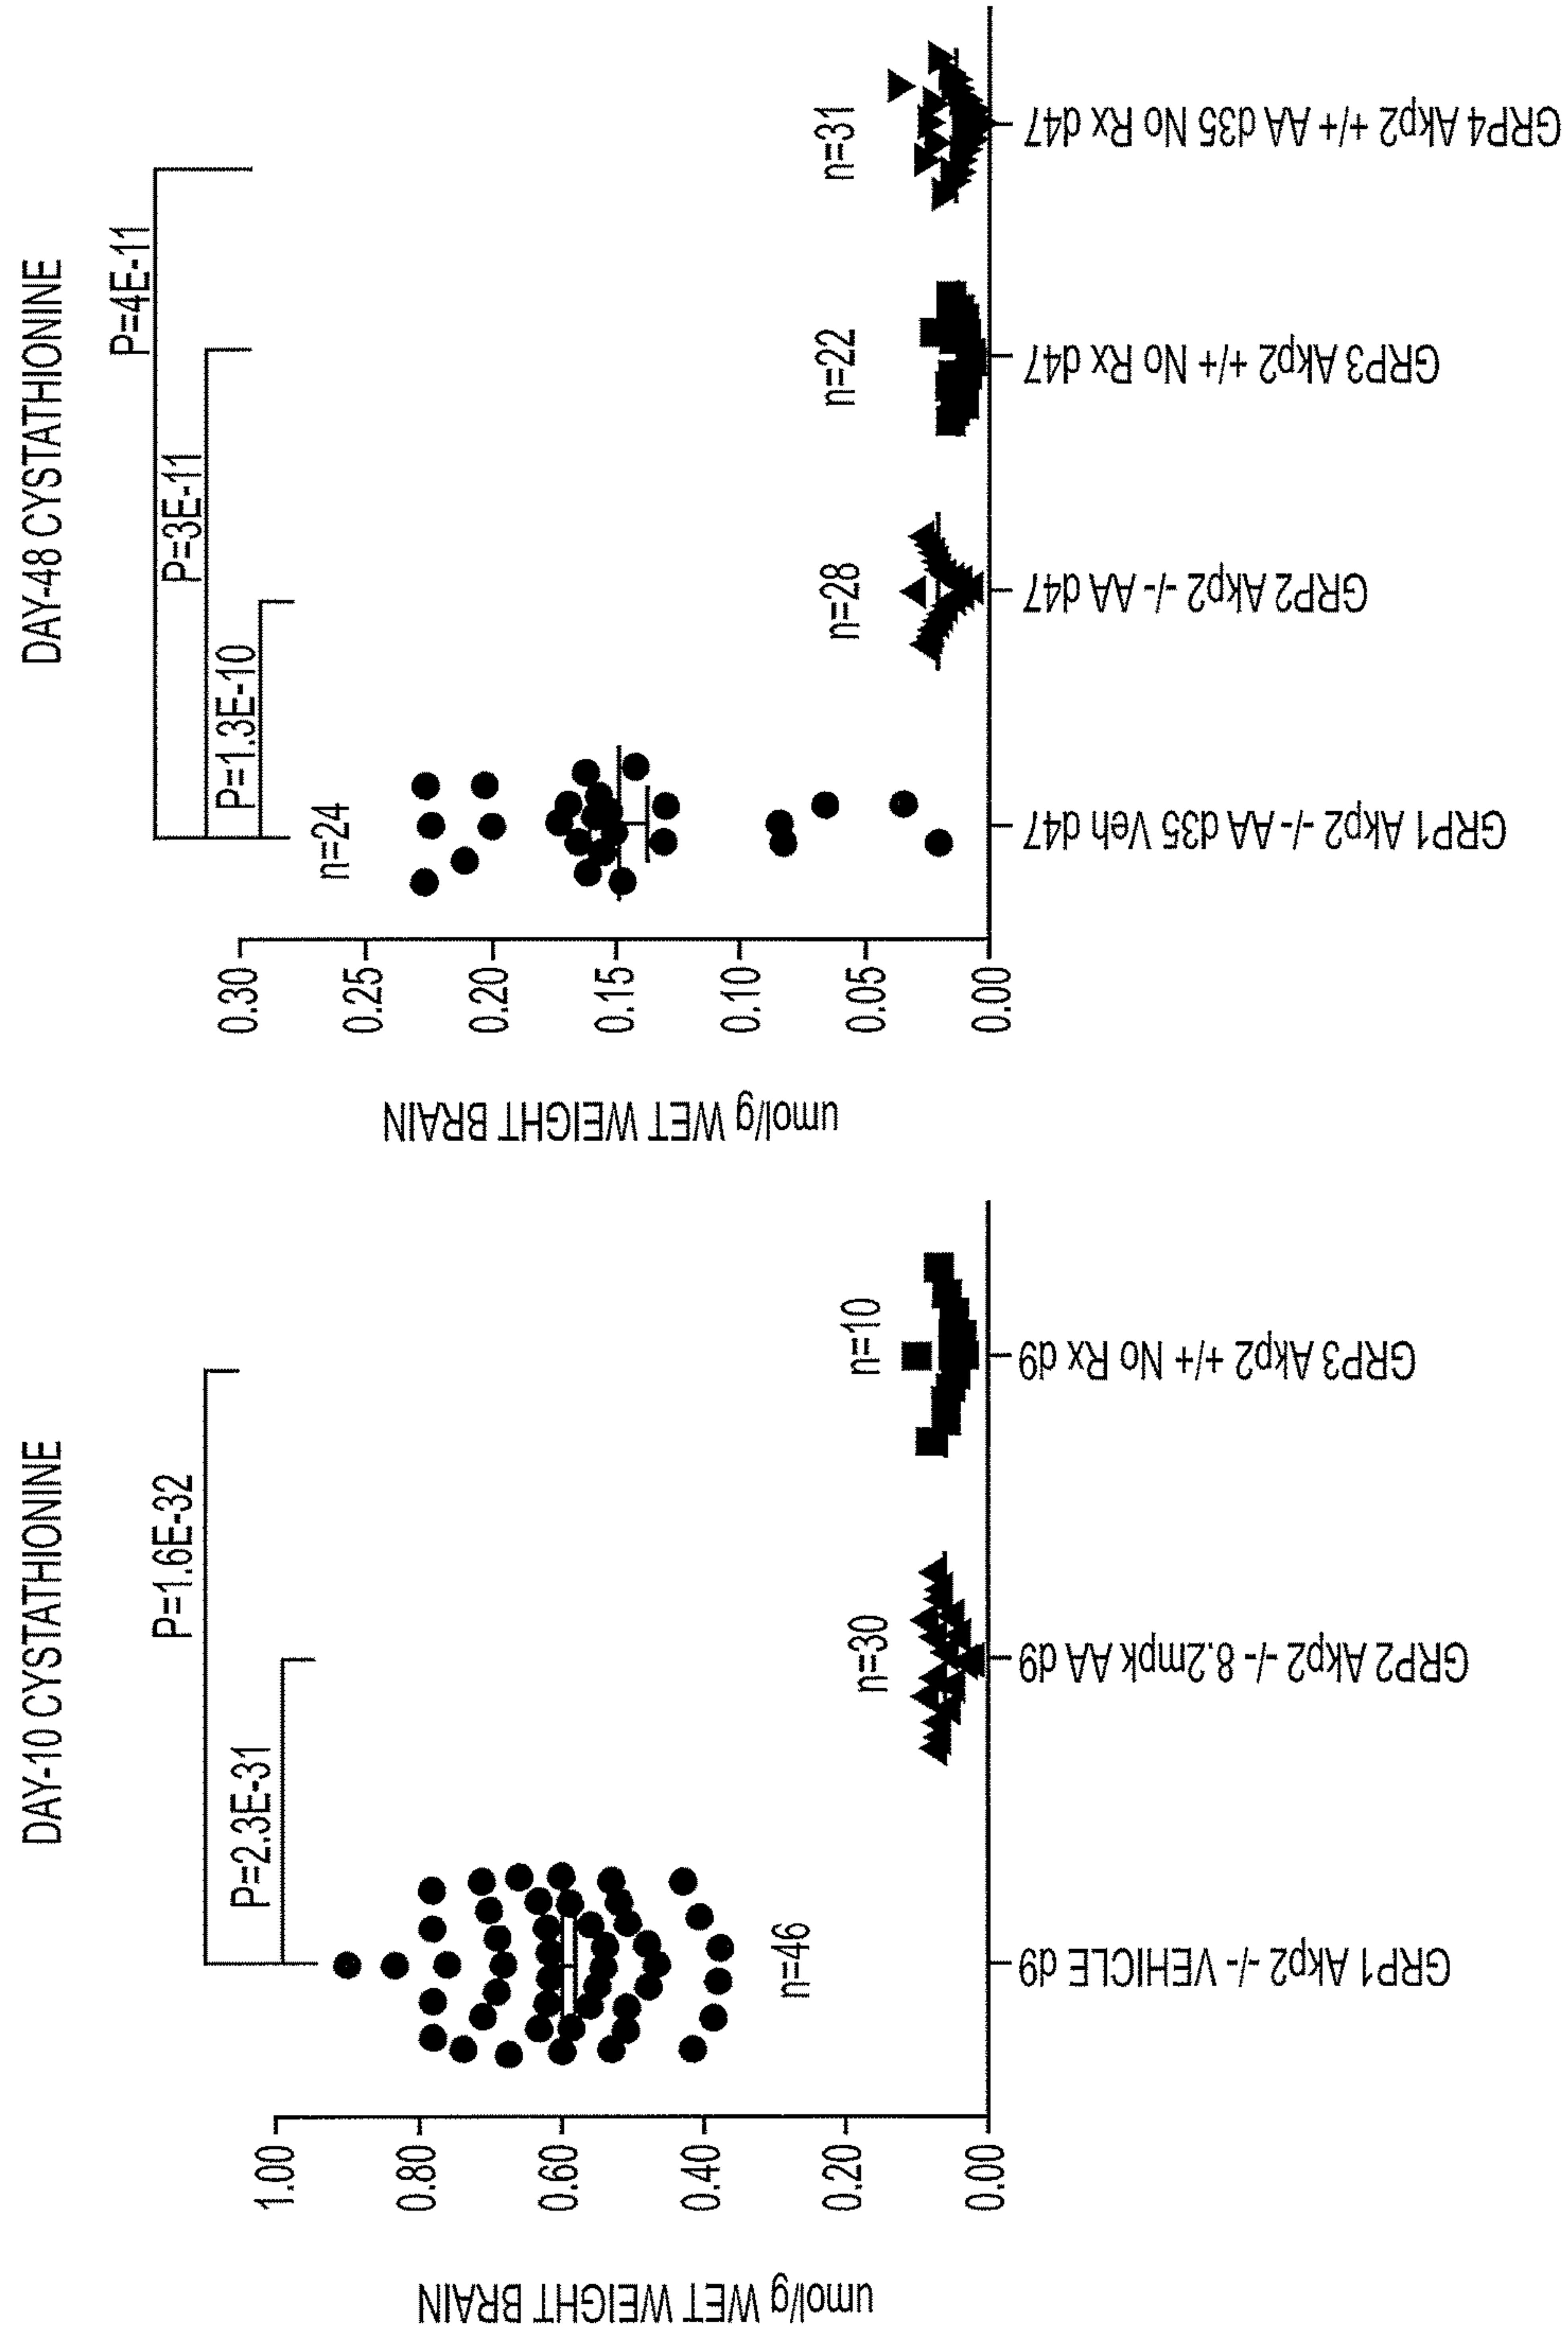 DAY-10 CYSTATHIONINE
P=1.6E-32
P=2.3E-31
umol/g WET WEIGHT BRAIN
1.00
0.80
0.60
0.40
0.20
0.00
n=46
n=30
n=10
GRP1 Akp2 -/- VEHICLE d9
GRP2 Akp2 -/- 8.2mpk AA d9
GRP3 Akp2 +/+ No Rx d9
DAY-48 CYSTATHIONINE
P=4E-11
P=3E-11
P=1.3E-10
umol/g WET WEIGHT BRAIN
0.30
0.25
0.20
0.15
0.10
0.05
0.00
n=24
n=28
n=22
n=31
GRP1 Akp2 -/- AA d35 Veh d47
GRP2 Akp2 -/- AA d47
GRP3 Akp2 +/+ No Rx d47
GRP4 Akp2 +/+ AA d35 No Rx d47